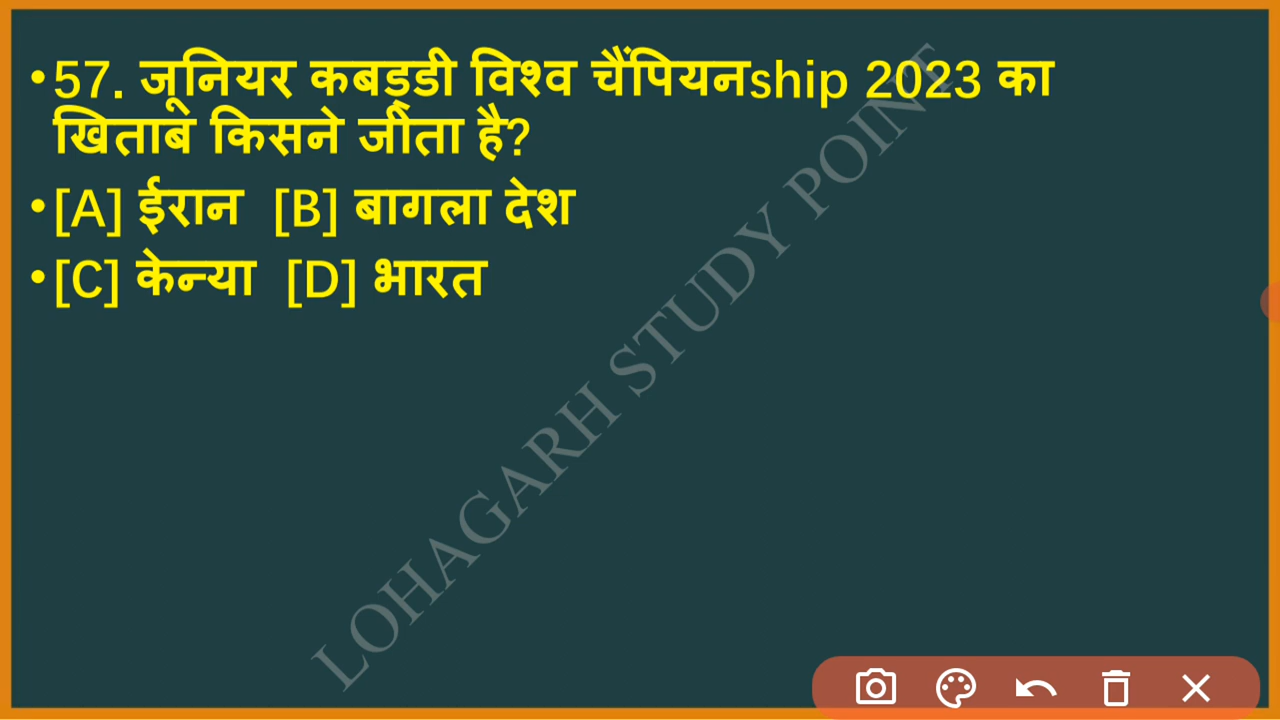 •57. जूनियर कबड्डी विश्व चैंपियनship 2023 का
खिताब किसने जीता है?
•[A] ईरान [B] बागला देश
•[C] केन्या [D] भारत
LOHAGARH STUDY POINT